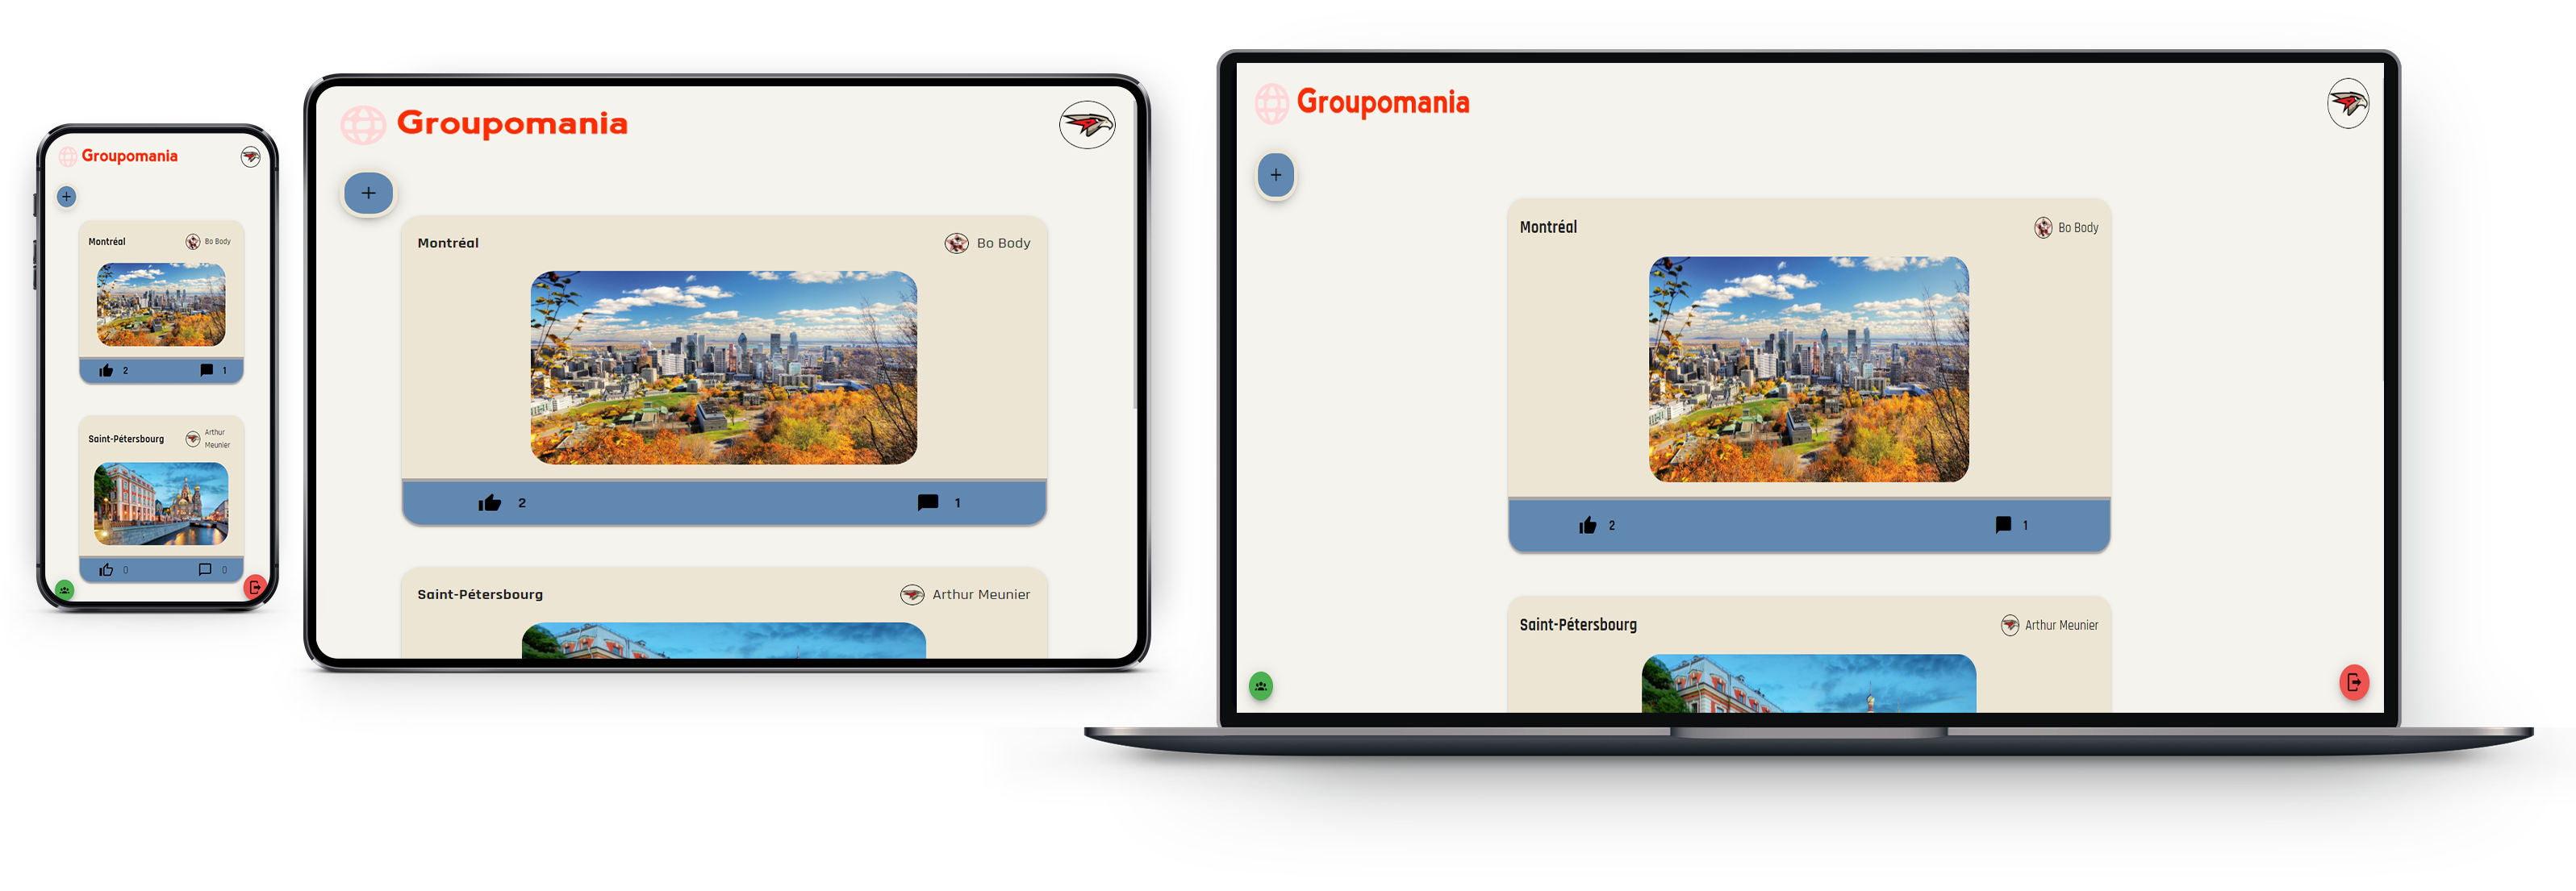 Groupomania
+
Montréal
Bo Body
2
1
Saint-Pétersbourg
Arthur
Meunier
0
0
Groupomania
+
Montréal
Bo Body
2
1
Saint-Pétersbourg
Arthur Meunier
Groupomania
+
Montréal
Bo Body
2
1
Saint-Pétersbourg
Arthur Meunier